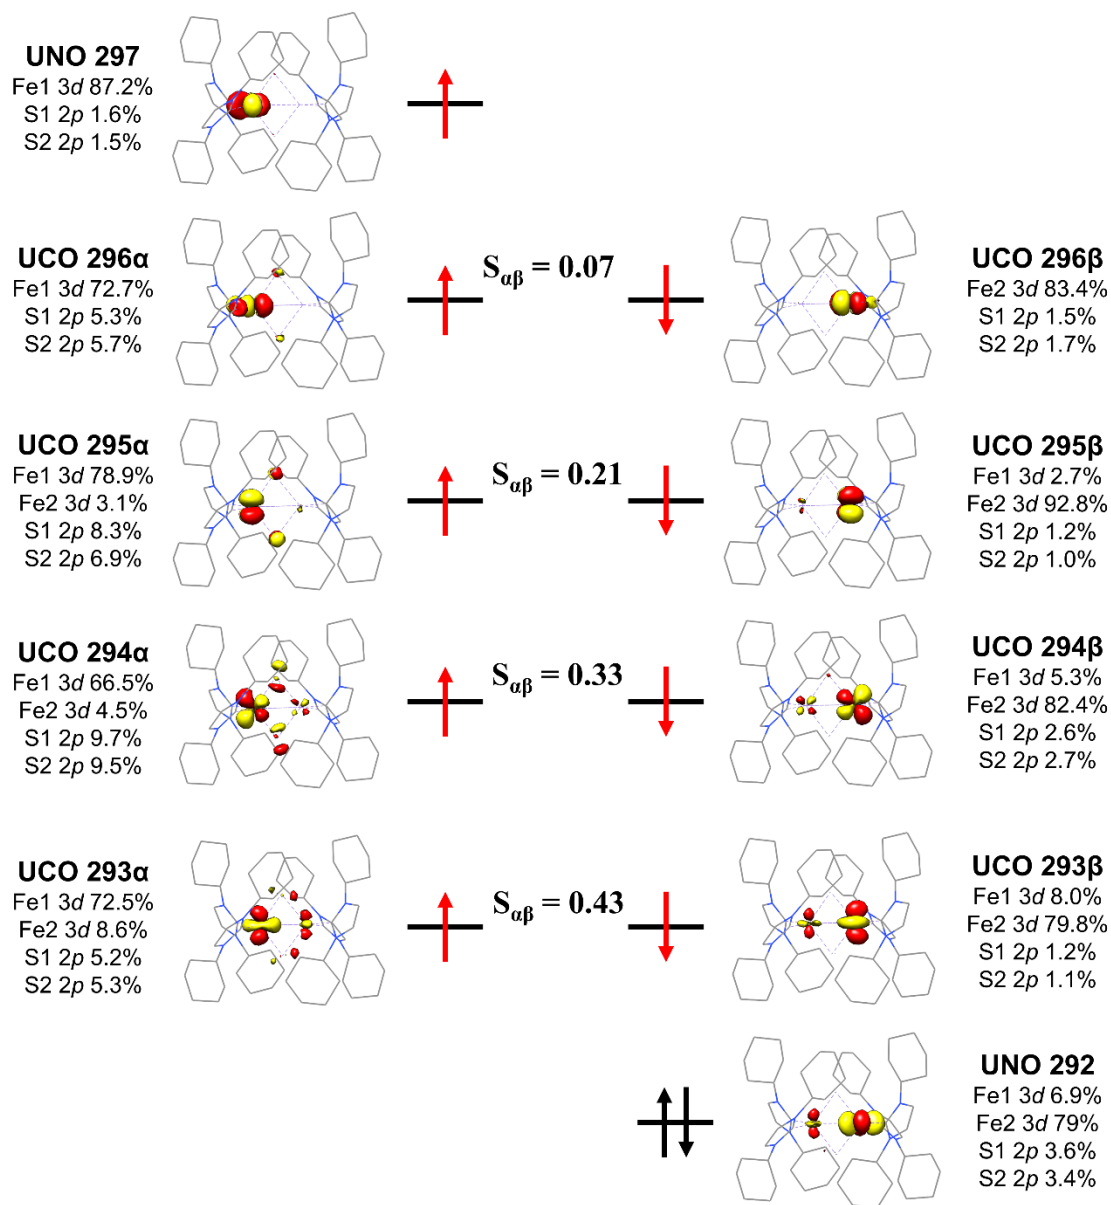 UNO 297
Fe1 3d 87.2%
S1 2p 1.6%
S2 2p 1.5%
UCO 296α
Fe1 3d 72.7%
S1 2p 5.3%
S2 2p 5.7%
Sαβ = 0.07
UCO 296β
Fe2 3d 83.4%
S1 2p 1.5%
S2 2p 1.7%
UCO 295α
Fe1 3d 78.9%
Fe2 3d 3.1%
S1 2p 8.3%
S2 2p 6.9%
Sαβ = 0.21
UCO 295β
Fe1 3d 2.7%
Fe2 3d 92.8%
S1 2p 1.2%
S2 2p 1.0%
UCO 294α
Fe1 3d 66.5%
Fe2 3d 4.5%
S1 2p 9.7%
S2 2p 9.5%
Sαβ = 0.33
UCO 294β
Fe1 3d 5.3%
Fe2 3d 82.4%
S1 2p 2.6%
S2 2p 2.7%
UCO 293α
Fe1 3d 72.5%
Fe2 3d 8.6%
S1 2p 5.2%
S2 2p 5.3%
Sαβ = 0.43
UCO 293β
Fe1 3d 8.0%
Fe2 3d 79.8%
S1 2p 1.2%
S2 2p 1.1%
UNO 292
Fe1 3d 6.9%
Fe2 3d 79%
S1 2p 3.6%
S2 2p 3.4%